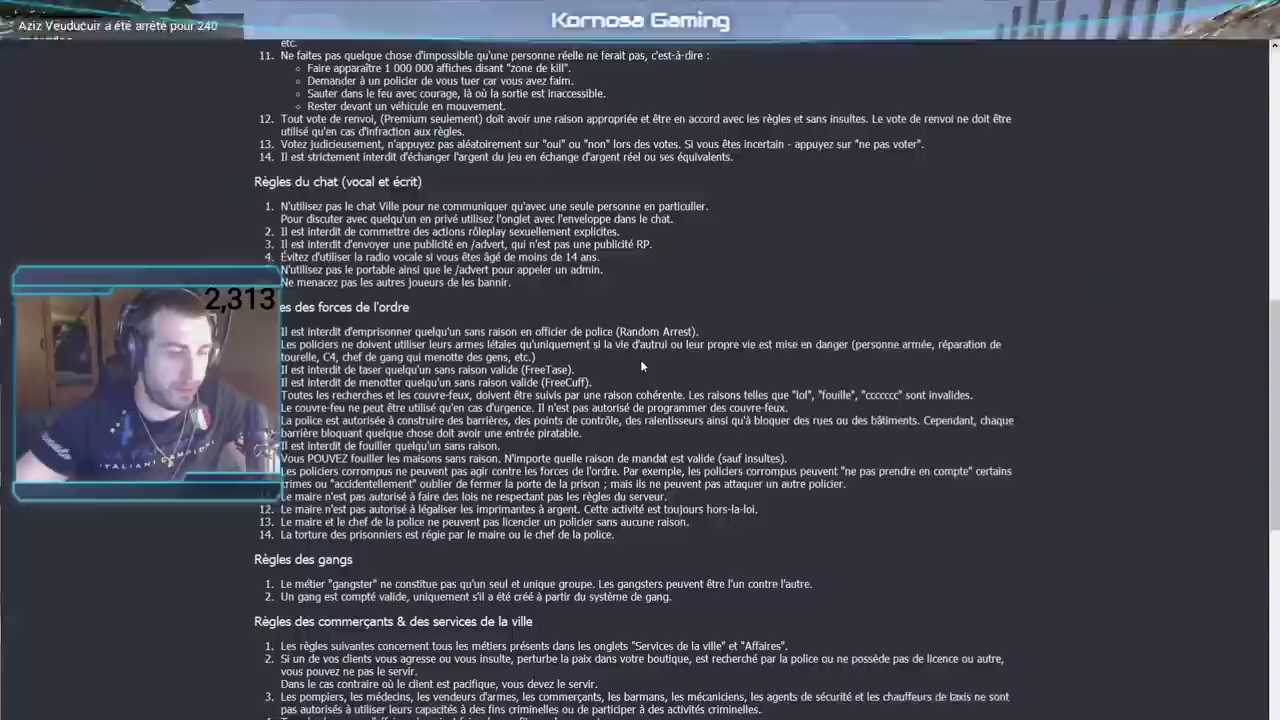 Aziz Veuducuir a été arrêté pour 240
Kornosa Gaming
etc.
11. Ne faites pas quelque chose d'impossible qu'une personne réelle ne ferait pas, c'est-à-dire :
Faire apparaître 1 000 000 affiches disant "zone de kill".
Demander à un policier de vous tuer car vous avez faim.
Sauter dans le feu avec courage, là où la sortie est inaccessible.
Rester devant un véhicule en mouvement.
12. Tout vote de renvoi, (Premium seulement) doit avoir une raison appropriée et être en accord avec les règles et sans insultes. Le vote de renvoi ne doit être
utilisé qu'en cas d'infraction aux règles.
13. Votez judicieusement, n'appuyez pas aléatoirement sur "oui" ou "non" lors des votes. Si vous êtes incertain - appuyez sur "ne pas voter".
14. Il est strictement interdit d'échanger l'argent du jeu en échange d'argent réel ou ses équivalents.
Règles du chat (vocal et écrit)
1. N'utilisez pas le chat Ville pour ne communiquer qu'avec une seule personne en particulier.
Pour discuter avec quelqu'un en privé utilisez l'onglet avec l'enveloppe dans le chat.
2. Il est interdit de commettre des actions rôleplay sexuellement explicites.
3. Il est interdit d'envoyer une publicité en /advert, qui n'est pas une publicité RP.
4. Évitez d'utiliser la radio vocale si vous êtes âgé de moins de 14 ans.
N'utilisez pas le portable ainsi que le /advert pour appeler un admin.
Ne menacez pas les autres joueurs de les bannir.
2,313
es des forces de l'ordre
Il est interdit d'emprisonner quelqu'un sans raison en officier de police (Random Arrest).
Les policiers ne doivent utiliser leurs armes létales qu'uniquement si la vie d'autrui ou leur propre vie est mise en danger (personne armée, réparation de
tourelle, C4, chef de gang qui menotte des gens, etc.)
Il est interdit de taser quelqu'un sans raison valide (FreeTase).
Il est interdit de menotter quelqu'un sans raison valide (FreeCuff).
Toutes les recherches et les couvre-feux, doivent être suivis par une raison cohérente. Les raisons telles que "lol", "fouille", "ccccccc" sont invalides.
Le couvre-feu ne peut être utilisé qu'en cas d'urgence. Il n'est pas autorisé de programmer des couvre-feux.
La police est autorisée à construire des barrières, des points de contrôle, des ralentisseurs ainsi qu'à bloquer des rues ou des bâtiments. Cependant, chaque
barrière bloquant quelque chose doit avoir une entrée piratable.
Il est interdit de fouiller quelqu'un sans raison.
Vous POUVEZ fouiller les maisons sans raison. N'importe quelle raison de mandat est valide (sauf insultes).
Les policiers corrompus ne peuvent pas agir contre les forces de l'ordre. Par exemple, les policiers corrompus peuvent "ne pas prendre en compte" certains
crimes ou "accidentellement" oublier de fermer la porte de la prison ; mais ils ne peuvent pas attaquer un autre policier.
Le maire n'est pas autorisé à faire des lois ne respectant pas les règles du serveur.
12. Le maire n'est pas autorisé à légaliser les imprimantes à argent. Cette activité est toujours hors-la-loi.
13. Le maire et le chef de la police ne peuvent pas licencier un policier sans aucune raison.
14. La torture des prisonniers est régie par le maire ou le chef de la police.
Règles des gangs
1. Le métier "gangster" ne constitue pas qu'un seul et unique groupe. Les gangsters peuvent être l'un contre l'autre.
2. Un gang est compté valide, uniquement s'il a été créé à partir du système de gang.
Règles des commerçants & des services de la ville
1. Les règles suivantes concernent tous les métiers présents dans les onglets "Services de la ville" et "Affaires".
2. Si un de vos clients vous agresse ou vous insulte, perturbe la paix dans votre boutique, est recherché par la police ou ne possède pas de licence ou autre,
vous pouvez ne pas le servir.
Dans le cas contraire où le client est pacifique, vous devez le servir.
3. Les pompiers, les médecins, les vendeurs d'armes, les commerçants, les barmans, les mécaniciens, les agents de sécurité et les chauffeurs de taxis ne sont
pas autorisés à utiliser leurs capacités à des fins criminelles ou de participer à des activités criminelles.
ITALIANI CAMPIONI